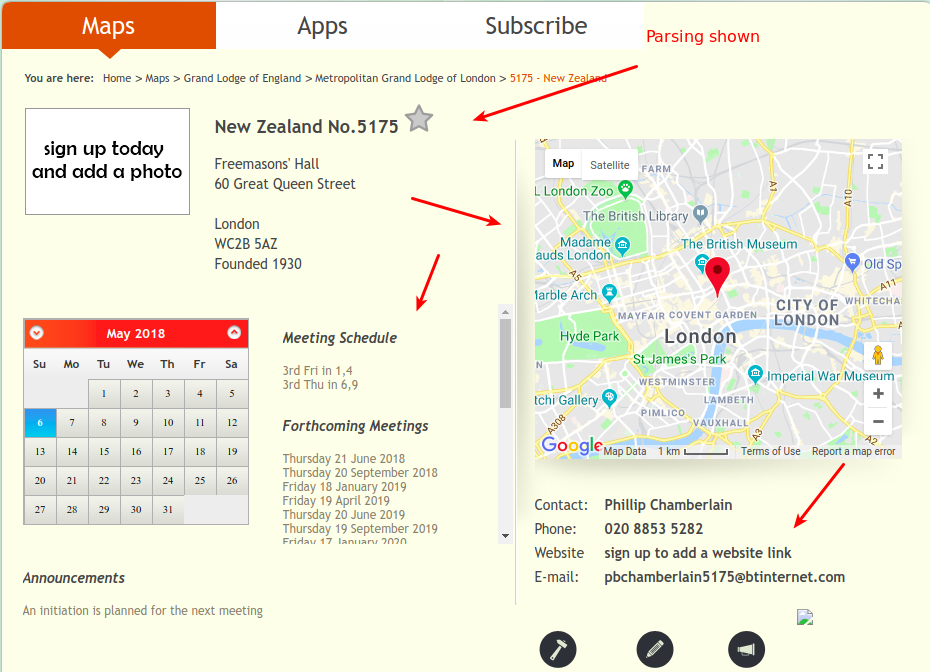 Maps Apps Subscribe
Parsing shown
You are here: Home > Maps > Grand Lodge of England > Metropolitan Grand Lodge of London > 5175 - New Zealand
sign up today
and add a photo
New Zealand No.5175
Freemasons' Hall
60 Great Queen Street
London
WC2B 5AZ
Founded 1930
May 2018
Su Mo Tu We Th Fr Sa
1 2 3 4 5
6 7 8 9 10 11 12
13 14 15 16 17 18 19
20 21 22 23 24 25 26
27 28 29 30 31
Meeting Schedule
3rd Fri in 1,4
3rd Thu in 6,9
Forthcoming Meetings
Thursday 21 June 2018
Thursday 20 September 2018
Friday 18 January 2019
Friday 19 April 2019
Thursday 20 June 2019
Thursday 19 September 2019
Friday 17 January 2020
Announcements
An initiation is planned for the next meeting
Map Satellite
FARM
L London Zoo
A1
A10
The British Library
Madame
auds London
The British Museum
Old Sp
A5
A11
Marble Arch
WHITECHA
CITY OF
LONDON
MAYFAIR COVENT GARDEN
Hyde Park
London
St James's Park
WESTMINSTER
Imperial War Museum
tchi Gallery
LAMBETH
PIMLICO
VAUXHALL
A308
A3
A2
Google Map Data 1 km Terms of Use Report a map error
Contact: Phillip Chamberlain
Phone: 020 8853 5282
Website sign up to add a website link
E-mail: pbchamberlain5175@btinternet.com